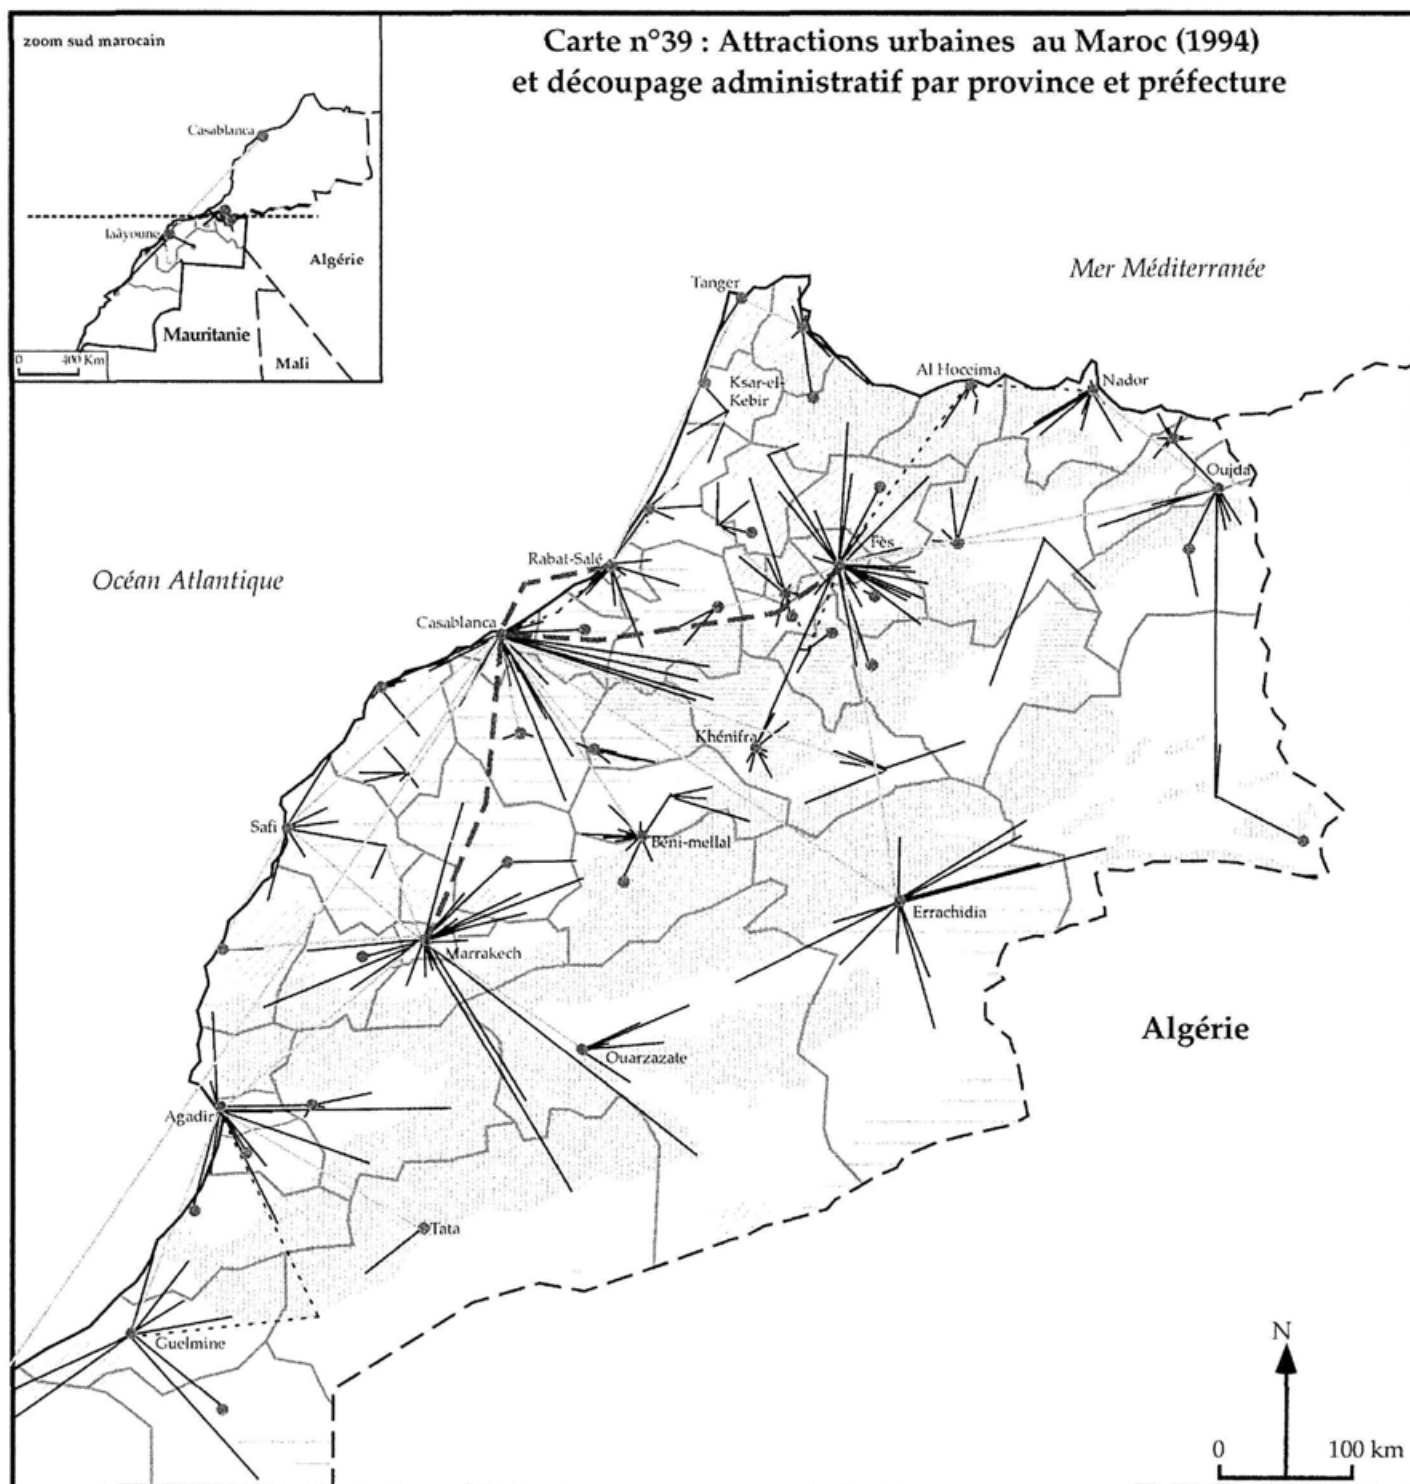 zoom sud marocain
Carte n°39 : Attractions urbaines au Maroc (1994)
et découpage administratif par province et préfecture
Casablanca
laâyoune
Algérie
Mauritanie
Mali
0 400 Km
Mer Méditerranée
Tanger
Al Hoceima
Nador
Ksar-el-
Kebir
Oujda
Fès
Rabat-Salé
Océan Atlantique
Casablanca
Khénifra
Safi
Béni-mellal
Errachidia
Marrakech
Algérie
Ouarzazate
Agadir
Tata
Guelmine
N
0 100 km